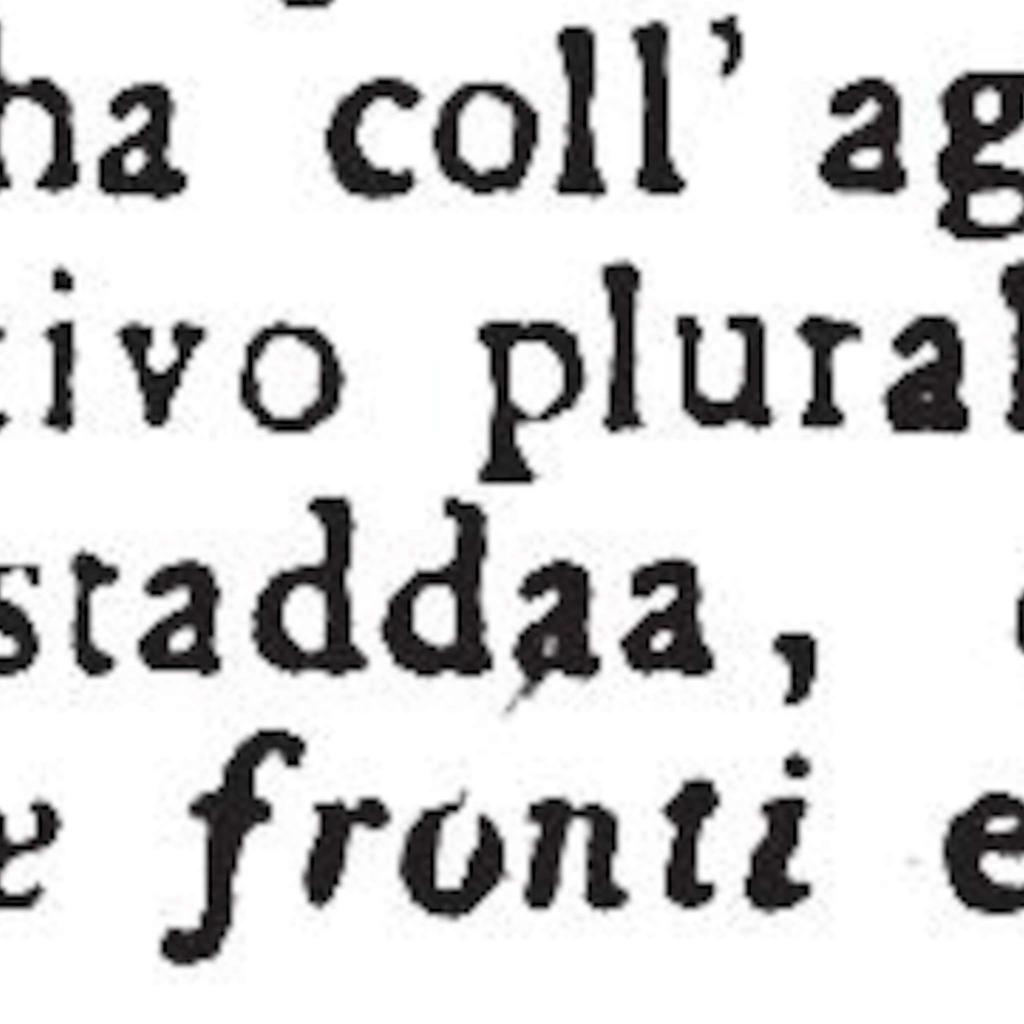 ha coll' ag
tivo plural
staddaa,
e fronti e